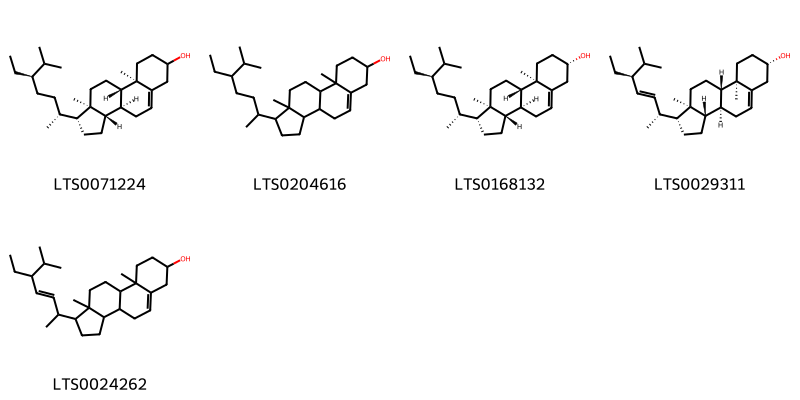 OH OH OH OH
H H H H H H H H H
LTS0071224 LTS0204616 LTS0168132 LTS0029311
OH
LTS0024262